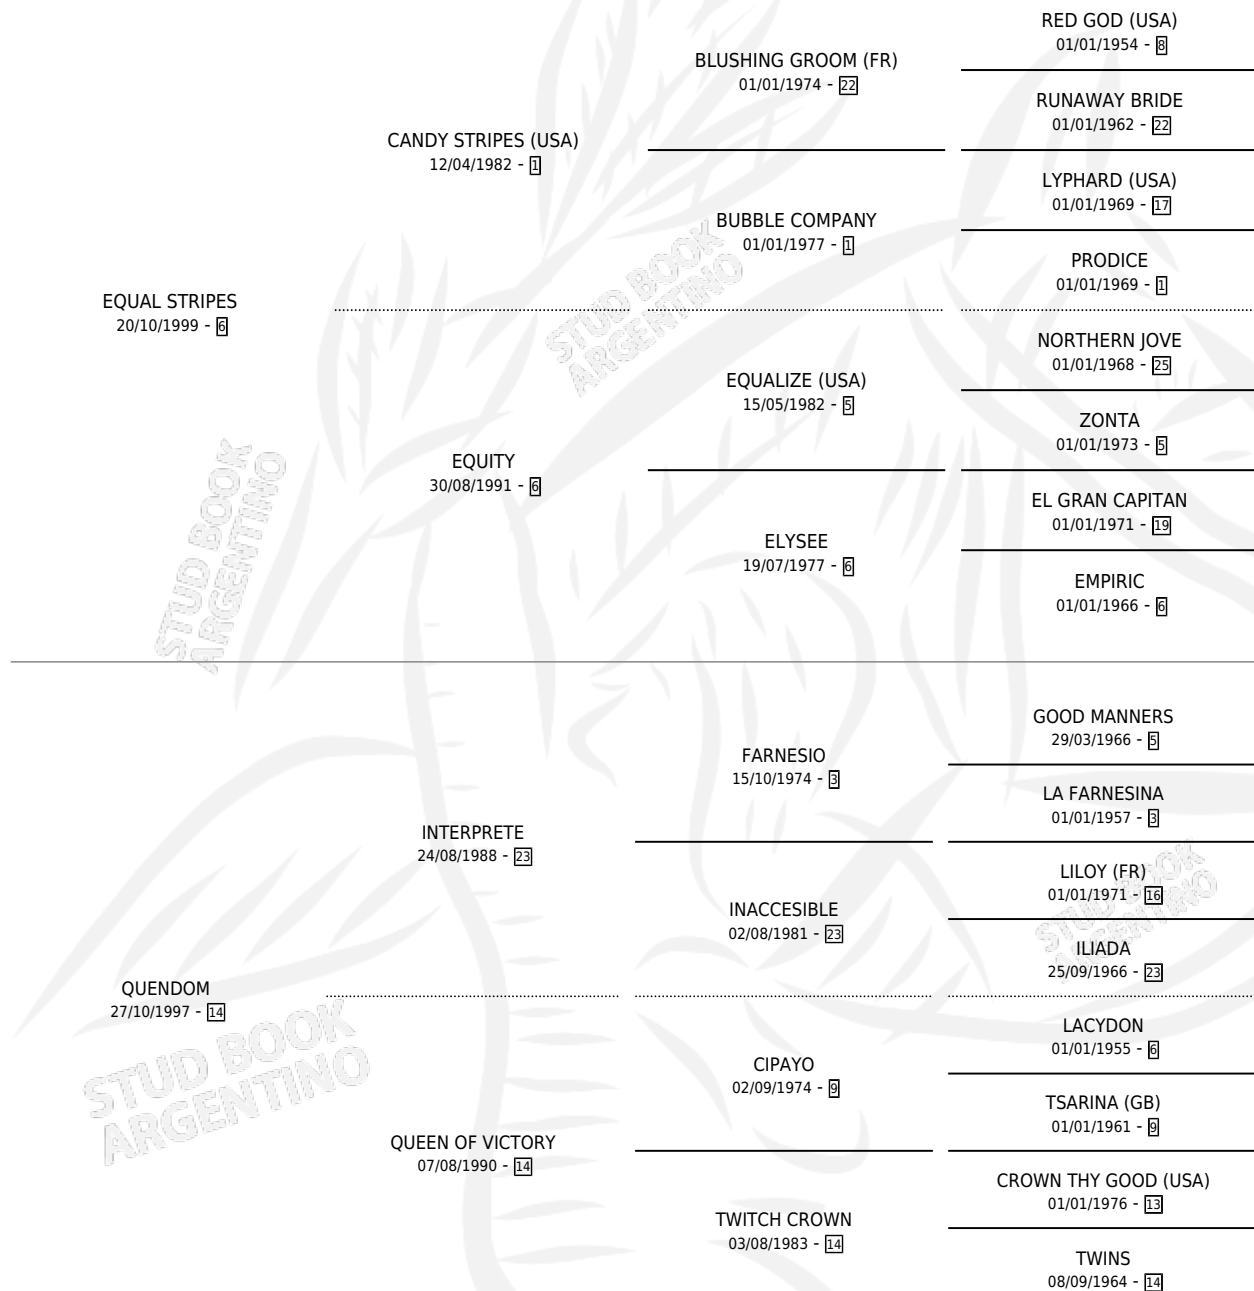 RED GOD (USA)
01/01/1954 - 8
BLUSHING GROOM (FR)
01/01/1974 - 22
RUNAWAY BRIDE
01/01/1962 - 22
CANDY STRIPES (USA)
12/04/1982 - 1
LYPHARD (USA)
01/01/1969 - 17
BUBBLE COMPANY
01/01/1977 - 1
PRODICE
01/01/1969 - 1
EQUAL STRIPES
20/10/1999 - 6
NORTHERN JOVE
01/01/1968 - 25
EQUALIZE (USA)
15/05/1982 - 5
ZONTA
01/01/1973 - 5
EQUITY
30/08/1991 - 6
EL GRAN CAPITAN
01/01/1971 - 19
ELYSEE
19/07/1977 - 6
EMPIRIC
01/01/1966 - 6
GOOD MANNERS
29/03/1966 - 5
FARNESIO
15/10/1974 - 3
LA FARNESINA
01/01/1957 - 3
INTERPRETE
24/08/1988 - 23
LILOY (FR)
01/01/1971 - 16
INACCESIBLE
02/08/1981 - 23
ILIADA
25/09/1966 - 23
QUENDOM
27/10/1997 - 14
LACYDON
01/01/1955 - 6
CIPAYO
02/09/1974 - 9
TSARINA (GB)
01/01/1961 - 9
QUEEN OF VICTORY
07/08/1990 - 14
CROWN THY GOOD (USA)
01/01/1976 - 13
TWITCH CROWN
03/08/1983 - 14
TWINS
08/09/1964 - 14
STUD BOOK
ARGENTINO
STUD BOOK
ARGENTINO
STUD BOOK
ARGENTINO
STUD BOOK
ARGENTINO